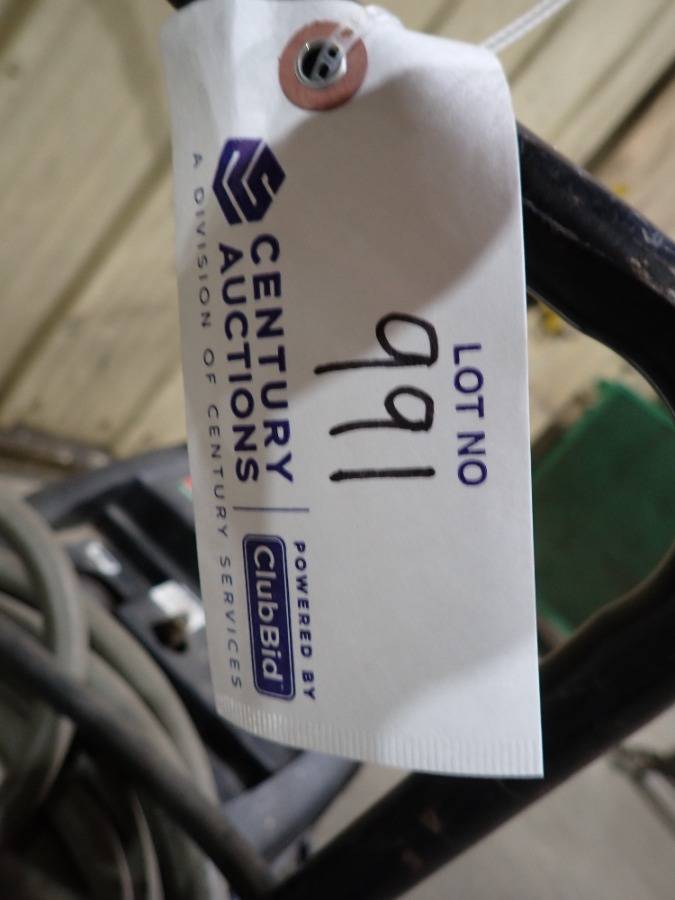 LOT NO
991
CENTURY
AUCTIONS
POWERED BY
ClubBid
A DIVISION OF CENTURY SERVICES